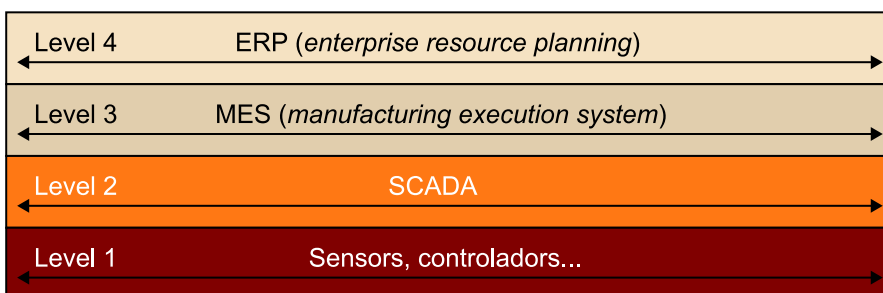 Level 4 ERP (enterprise resource planning)
Level 3 MES (manufacturing execution system)
Level 2 SCADA
Level 1 Sensors, controladors...